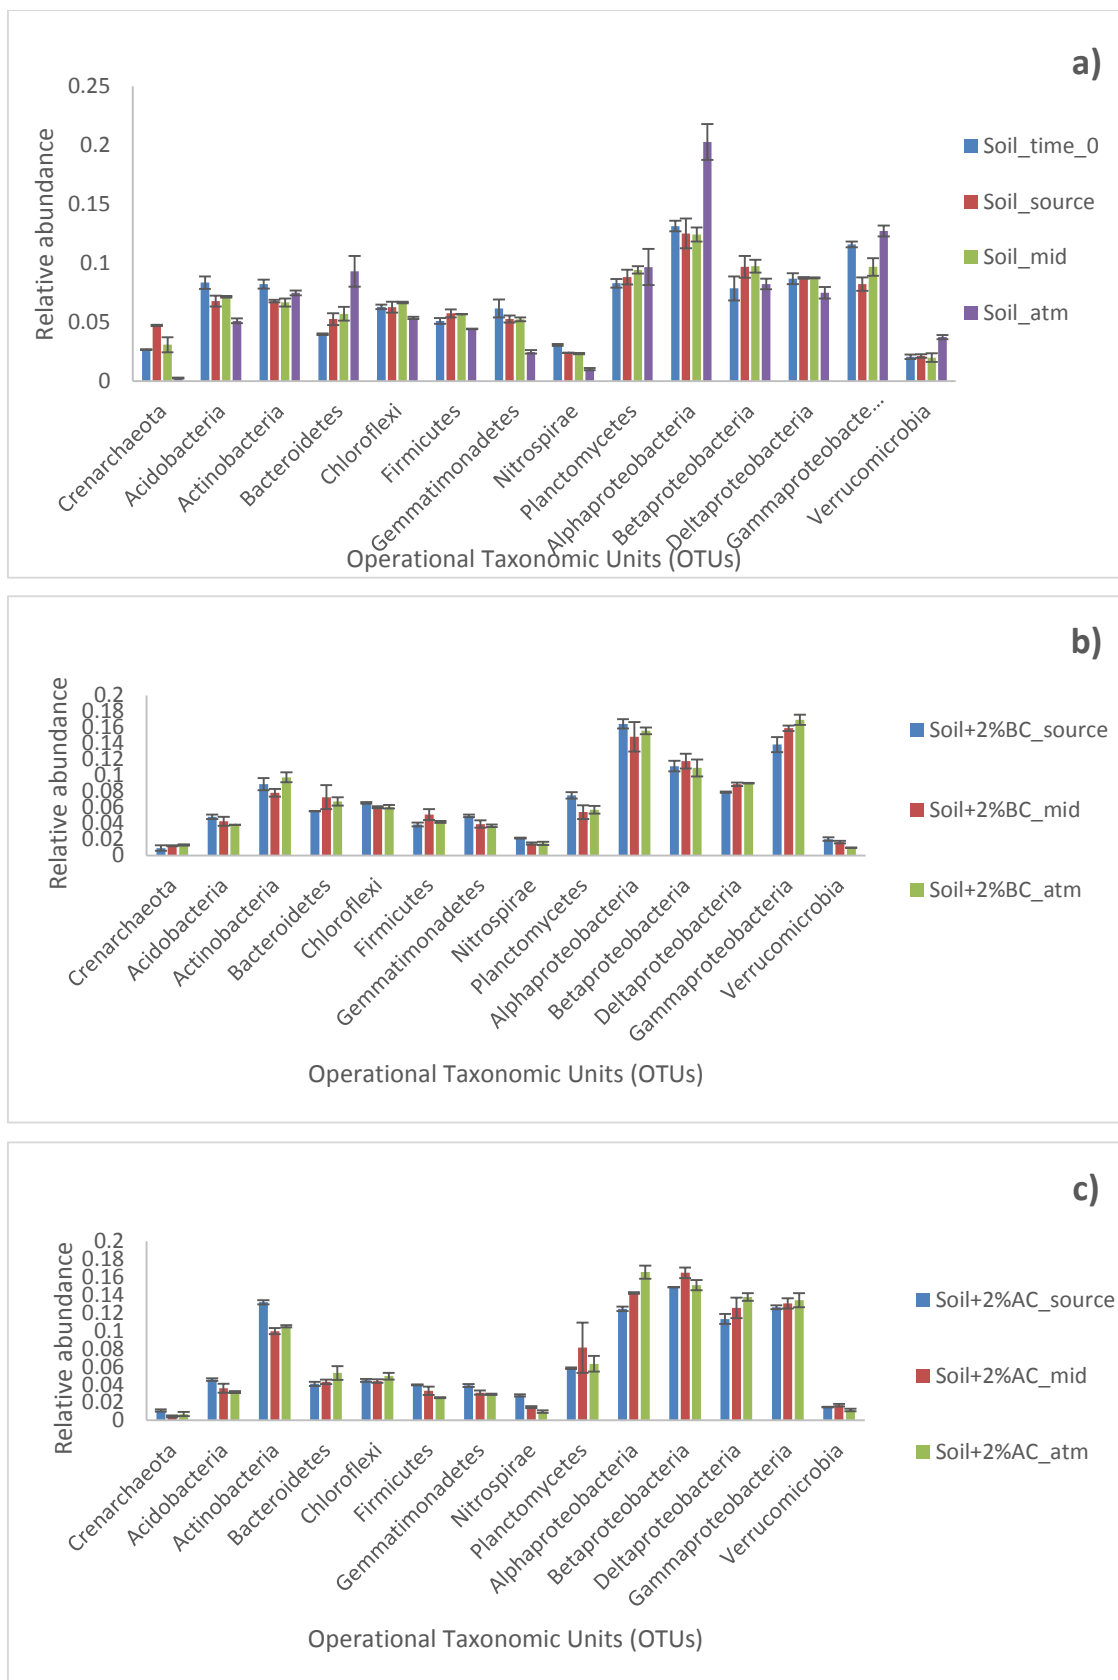 a)
Relative abundance
0.25
0.2
0.15
0.1
0.05
0
Soil_time_0
Soil_source
Soil_mid
Soil_atm
Crenarchaeota
Acidobacteria
Actinobacteria
Bacteroidetes
Chloroflexi
Firmicutes
Gemmatimonadetes
Nitrospirae
Planctomycetes
Alphaproteobacteria
Betaproteobacteria
Deltaproteobacteria
Gammaproteobacte...
Verrucomicrobia
Operational Taxonomic Units (OTUs)
b)
Relative abundance
0.2
0.18
0.16
0.14
0.12
0.1
0.08
0.06
0.04
0.02
0
Soil+2%BC_source
Soil+2%BC_mid
Soil+2%BC_atm
Crenarchaeota
Acidobacteria
Actinobacteria
Bacteroidetes
Chloroflexi
Firmicutes
Gemmatimonadetes
Nitrospirae
Planctomycetes
Alphaproteobacteria
Betaproteobacteria
Deltaproteobacteria
Gammaproteobacteria
Verrucomicrobia
Operational Taxonomic Units (OTUs)
c)
Relative abundance
0.2
0.18
0.16
0.14
0.12
0.1
0.08
0.06
0.04
0.02
0
Soil+2%AC_source
Soil+2%AC_mid
Soil+2%AC_atm
Crenarchaeota
Acidobacteria
Actinobacteria
Bacteroidetes
Chloroflexi
Firmicutes
Gemmatimonadetes
Nitrospirae
Planctomycetes
Alphaproteobacteria
Betaproteobacteria
Deltaproteobacteria
Gammaproteobacteria
Verrucomicrobia
Operational Taxonomic Units (OTUs)